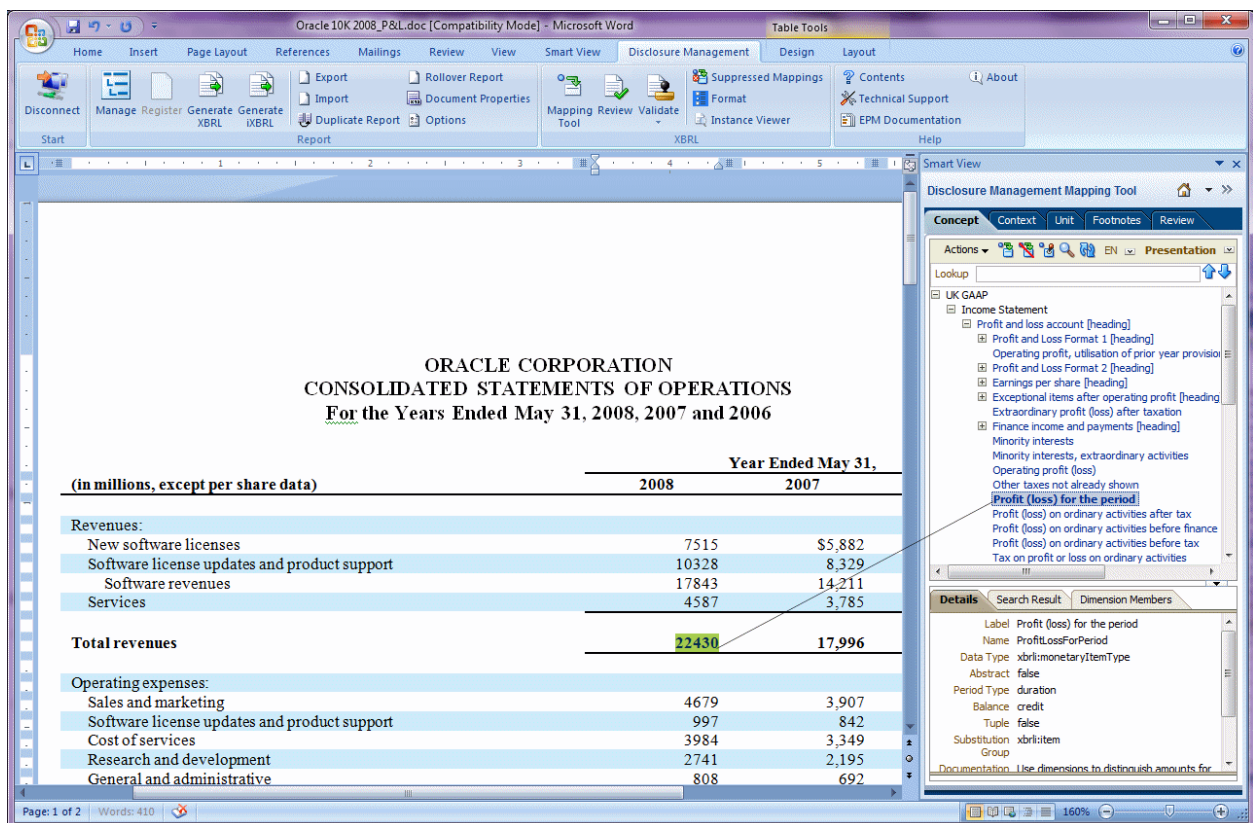 Oracle 10K 2008_P&L.doc [Compatibility Mode] - Microsoft Word
Table Tools
Home Insert Page Layout References Mailings Review View Smart View Disclosure Management Design Layout
Disconnect
Start
Manage Register Generate XBRL Generate iXBRL
Export
Import
Duplicate Report
Rollover Report
Document Properties
Options
Report
Mapping Tool Review Validate
Suppressed Mappings
Format
Instance Viewer
XBRL
Contents
Technical Support
EPM Documentation
About
Help
1 2 3 4 5
ORACLE CORPORATION
CONSOLIDATED STATEMENTS OF OPERATIONS
For the Years Ended May 31, 2008, 2007 and 2006
Year Ended May 31,
(in millions, except per share data) 2008 2007
Revenues:
New software licenses 7515 $5,882
Software license updates and product support 10328 8,329
Software revenues 17843 14,211
Services 4587 3,785
Total revenues 22430 17,996
Operating expenses:
Sales and marketing 4679 3,907
Software license updates and product support 997 842
Cost of services 3984 3,349
Research and development 2741 2,195
General and administrative 808 692
Smart View
Disclosure Management Mapping Tool
Concept Context Unit Footnotes Review
Actions EN Presentation
Lookup
UK GAAP
Income Statement
Profit and loss account [heading]
Profit and Loss Format 1 [heading]
Operating profit, utilisation of prior year provision
Profit and Loss Format 2 [heading]
Earnings per share [heading]
Exceptional items after operating profit [heading
Extraordinary profit (loss) after taxation
Finance income and payments [heading]
Minority interests
Minority interests, extraordinary activities
Operating profit (loss)
Other taxes not already shown
Profit (loss) for the period
Profit (loss) on ordinary activities after tax
Profit (loss) on ordinary activities before finance
Profit (loss) on ordinary activities before tax
Tax on profit or loss on ordinary activities
Details Search Result Dimension Members
Label Profit (loss) for the period
Name ProfitLossForPeriod
Data Type xbrli:monetaryItemType
Abstract false
Period Type duration
Balance credit
Tuple false
Substitution Group xbrli:item
Documentation Use dimensions to distinguish amounts for
Page: 1 of 2 Words: 410 160%